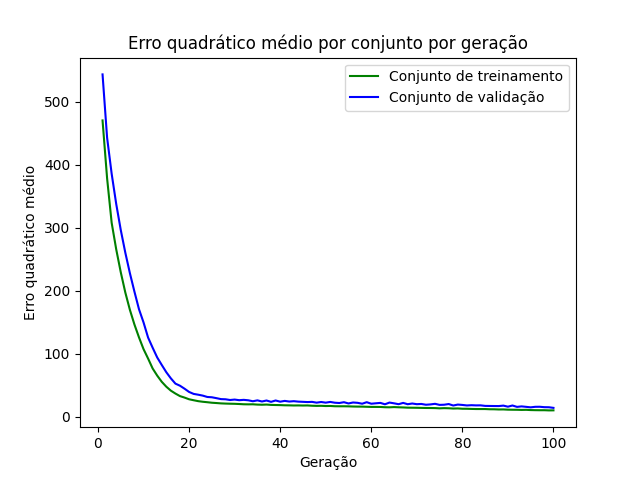 Erro quadrático médio por conjunto por geração
Conjunto de treinamento
Conjunto de validação
Erro quadrático médio
500
400
300
200
100
0
0 20 40 60 80 100
Geração